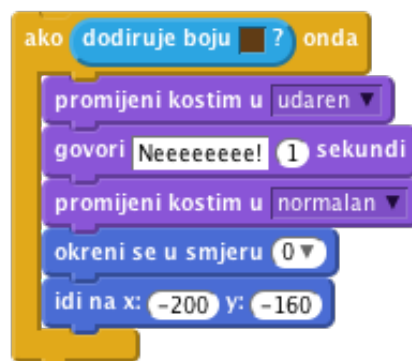 ako dodiruje boju ? onda
promijeni kostim u udaren
govori Neeeeeeee! 1 sekundi
promijeni kostim u normalan
okreni se u smjeru 0
idi na x: -200 y: -160